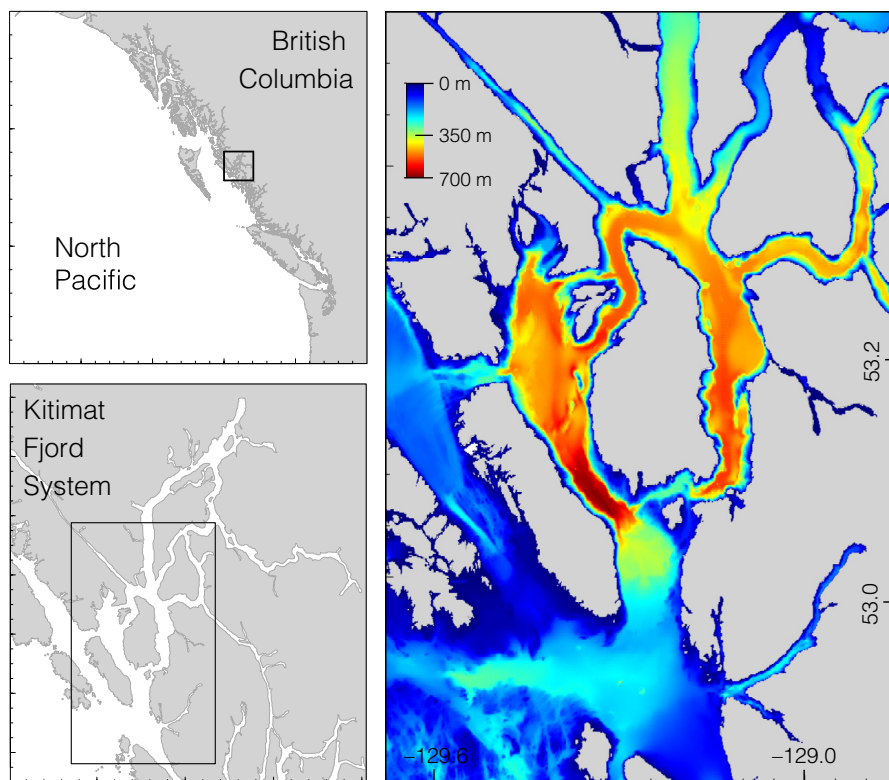 British
Columbia
North
Pacific
Kitimat
Fjord
System
0 m
350 m
700 m
53.2
53.0
−129.6
−129.0